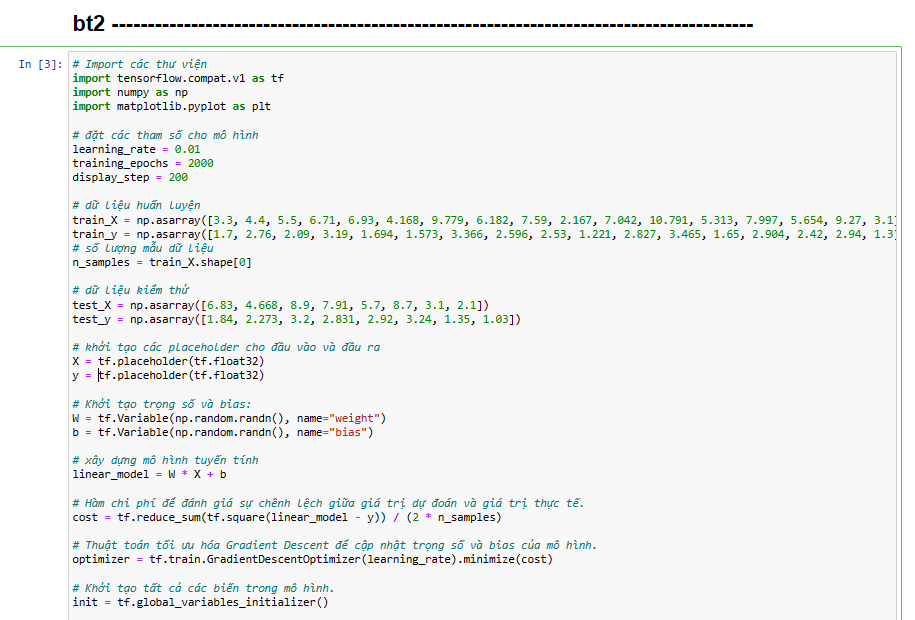 bt2 ----------------------------------------------------------------------------------------
In [3]: # Import các thư viện
import tensorflow.compat.v1 as tf
import numpy as np
import matplotlib.pyplot as plt
# đặt các tham số cho mô hình
learning_rate = 0.01
training_epochs = 2000
display_step = 200
# dữ liệu huấn luyện
train_X = np.asarray([3.3, 4.4, 5.5, 6.71, 6.93, 4.168, 9.779, 6.182, 7.59, 2.167, 7.042, 10.791, 5.313, 7.997, 5.654, 9.27, 3.1
train_y = np.asarray([1.7, 2.76, 2.09, 3.19, 1.694, 1.573, 3.366, 2.596, 2.53, 1.221, 2.827, 3.465, 1.65, 2.904, 2.42, 2.94, 1.3
# số lượng mẫu dữ liệu
n_samples = train_X.shape[0]
# dữ liệu kiểm thử
test_X = np.asarray([6.83, 4.668, 8.9, 7.91, 5.7, 8.7, 3.1, 2.1])
test_y = np.asarray([1.84, 2.273, 3.2, 2.831, 2.92, 3.24, 1.35, 1.03])
# khởi tạo các placeholder cho đầu vào và đầu ra
X = tf.placeholder(tf.float32)
y = tf.placeholder(tf.float32)
# Khởi tạo trọng số và bias:
W = tf.Variable(np.random.randn(), name="weight")
b = tf.Variable(np.random.randn(), name="bias")
# xây dựng mô hình tuyến tính
linear_model = W * X + b
# Hàm chi phí để đánh giá sự chênh lệch giữa giá trị dự đoán và giá trị thực tế.
cost = tf.reduce_sum(tf.square(linear_model - y)) / (2 * n_samples)
# Thuật toán tối ưu hóa Gradient Descent để cập nhật trọng số và bias của mô hình.
optimizer = tf.train.GradientDescentOptimizer(learning_rate).minimize(cost)
# Khởi tạo tất cả các biến trong mô hình.
init = tf.global_variables_initializer()